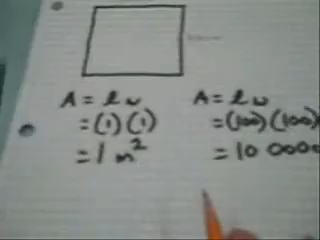 A = l w A = l w
= (1) (1) = (100) (100)
= 1 m² = 10 000